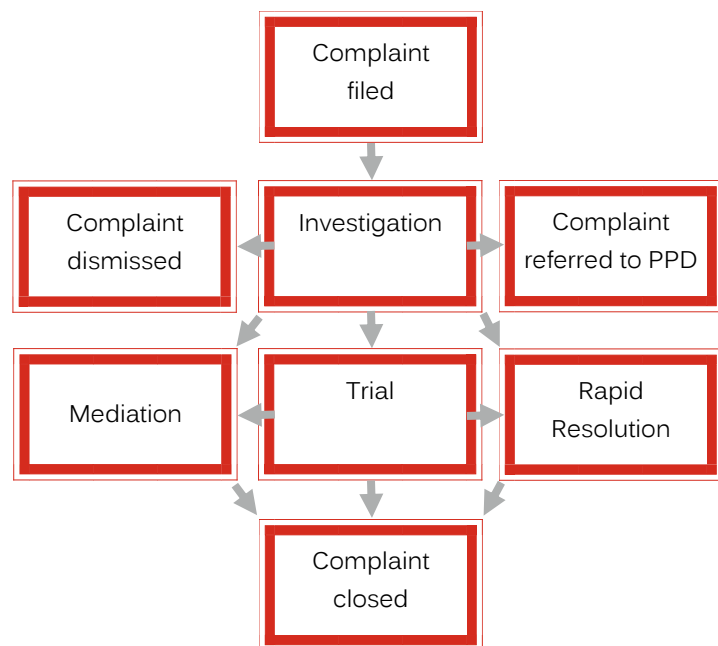 Complaint
filed
Complaint
dismissed
Investigation
Complaint
referred to PPD
Mediation
Trial
Rapid
Resolution
Complaint
closed